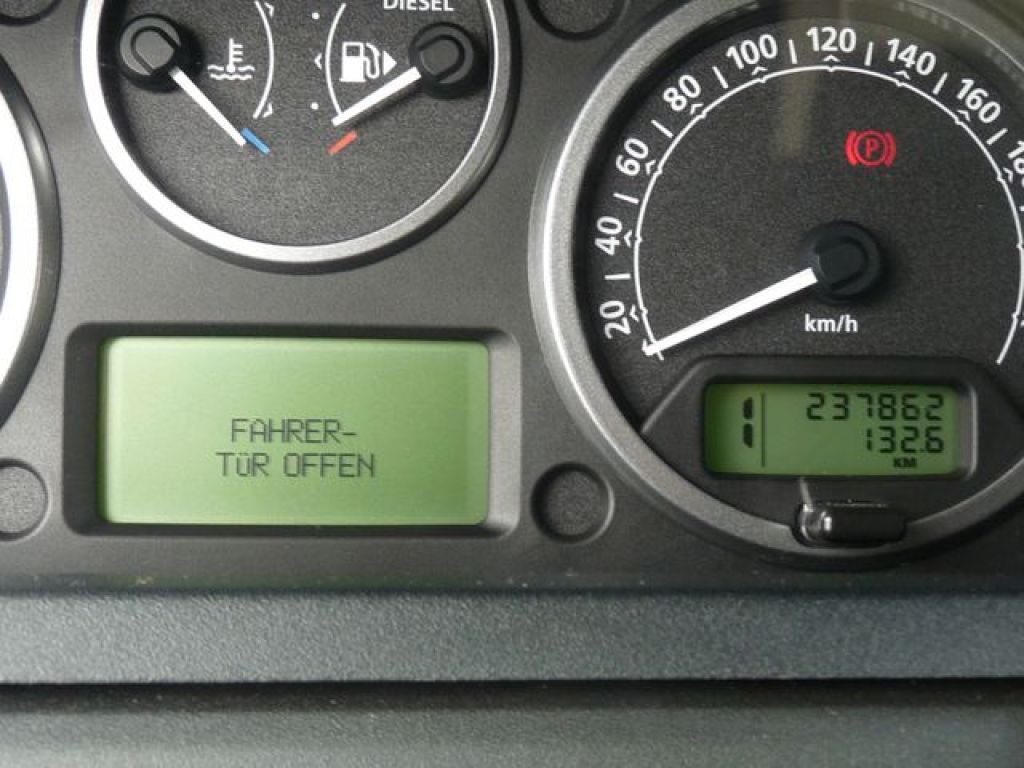 DIESEL
20
40
60
80
100
120
140
160
P
km/h
FAHRER-
TÜR OFFEN
237862
132.6
KM